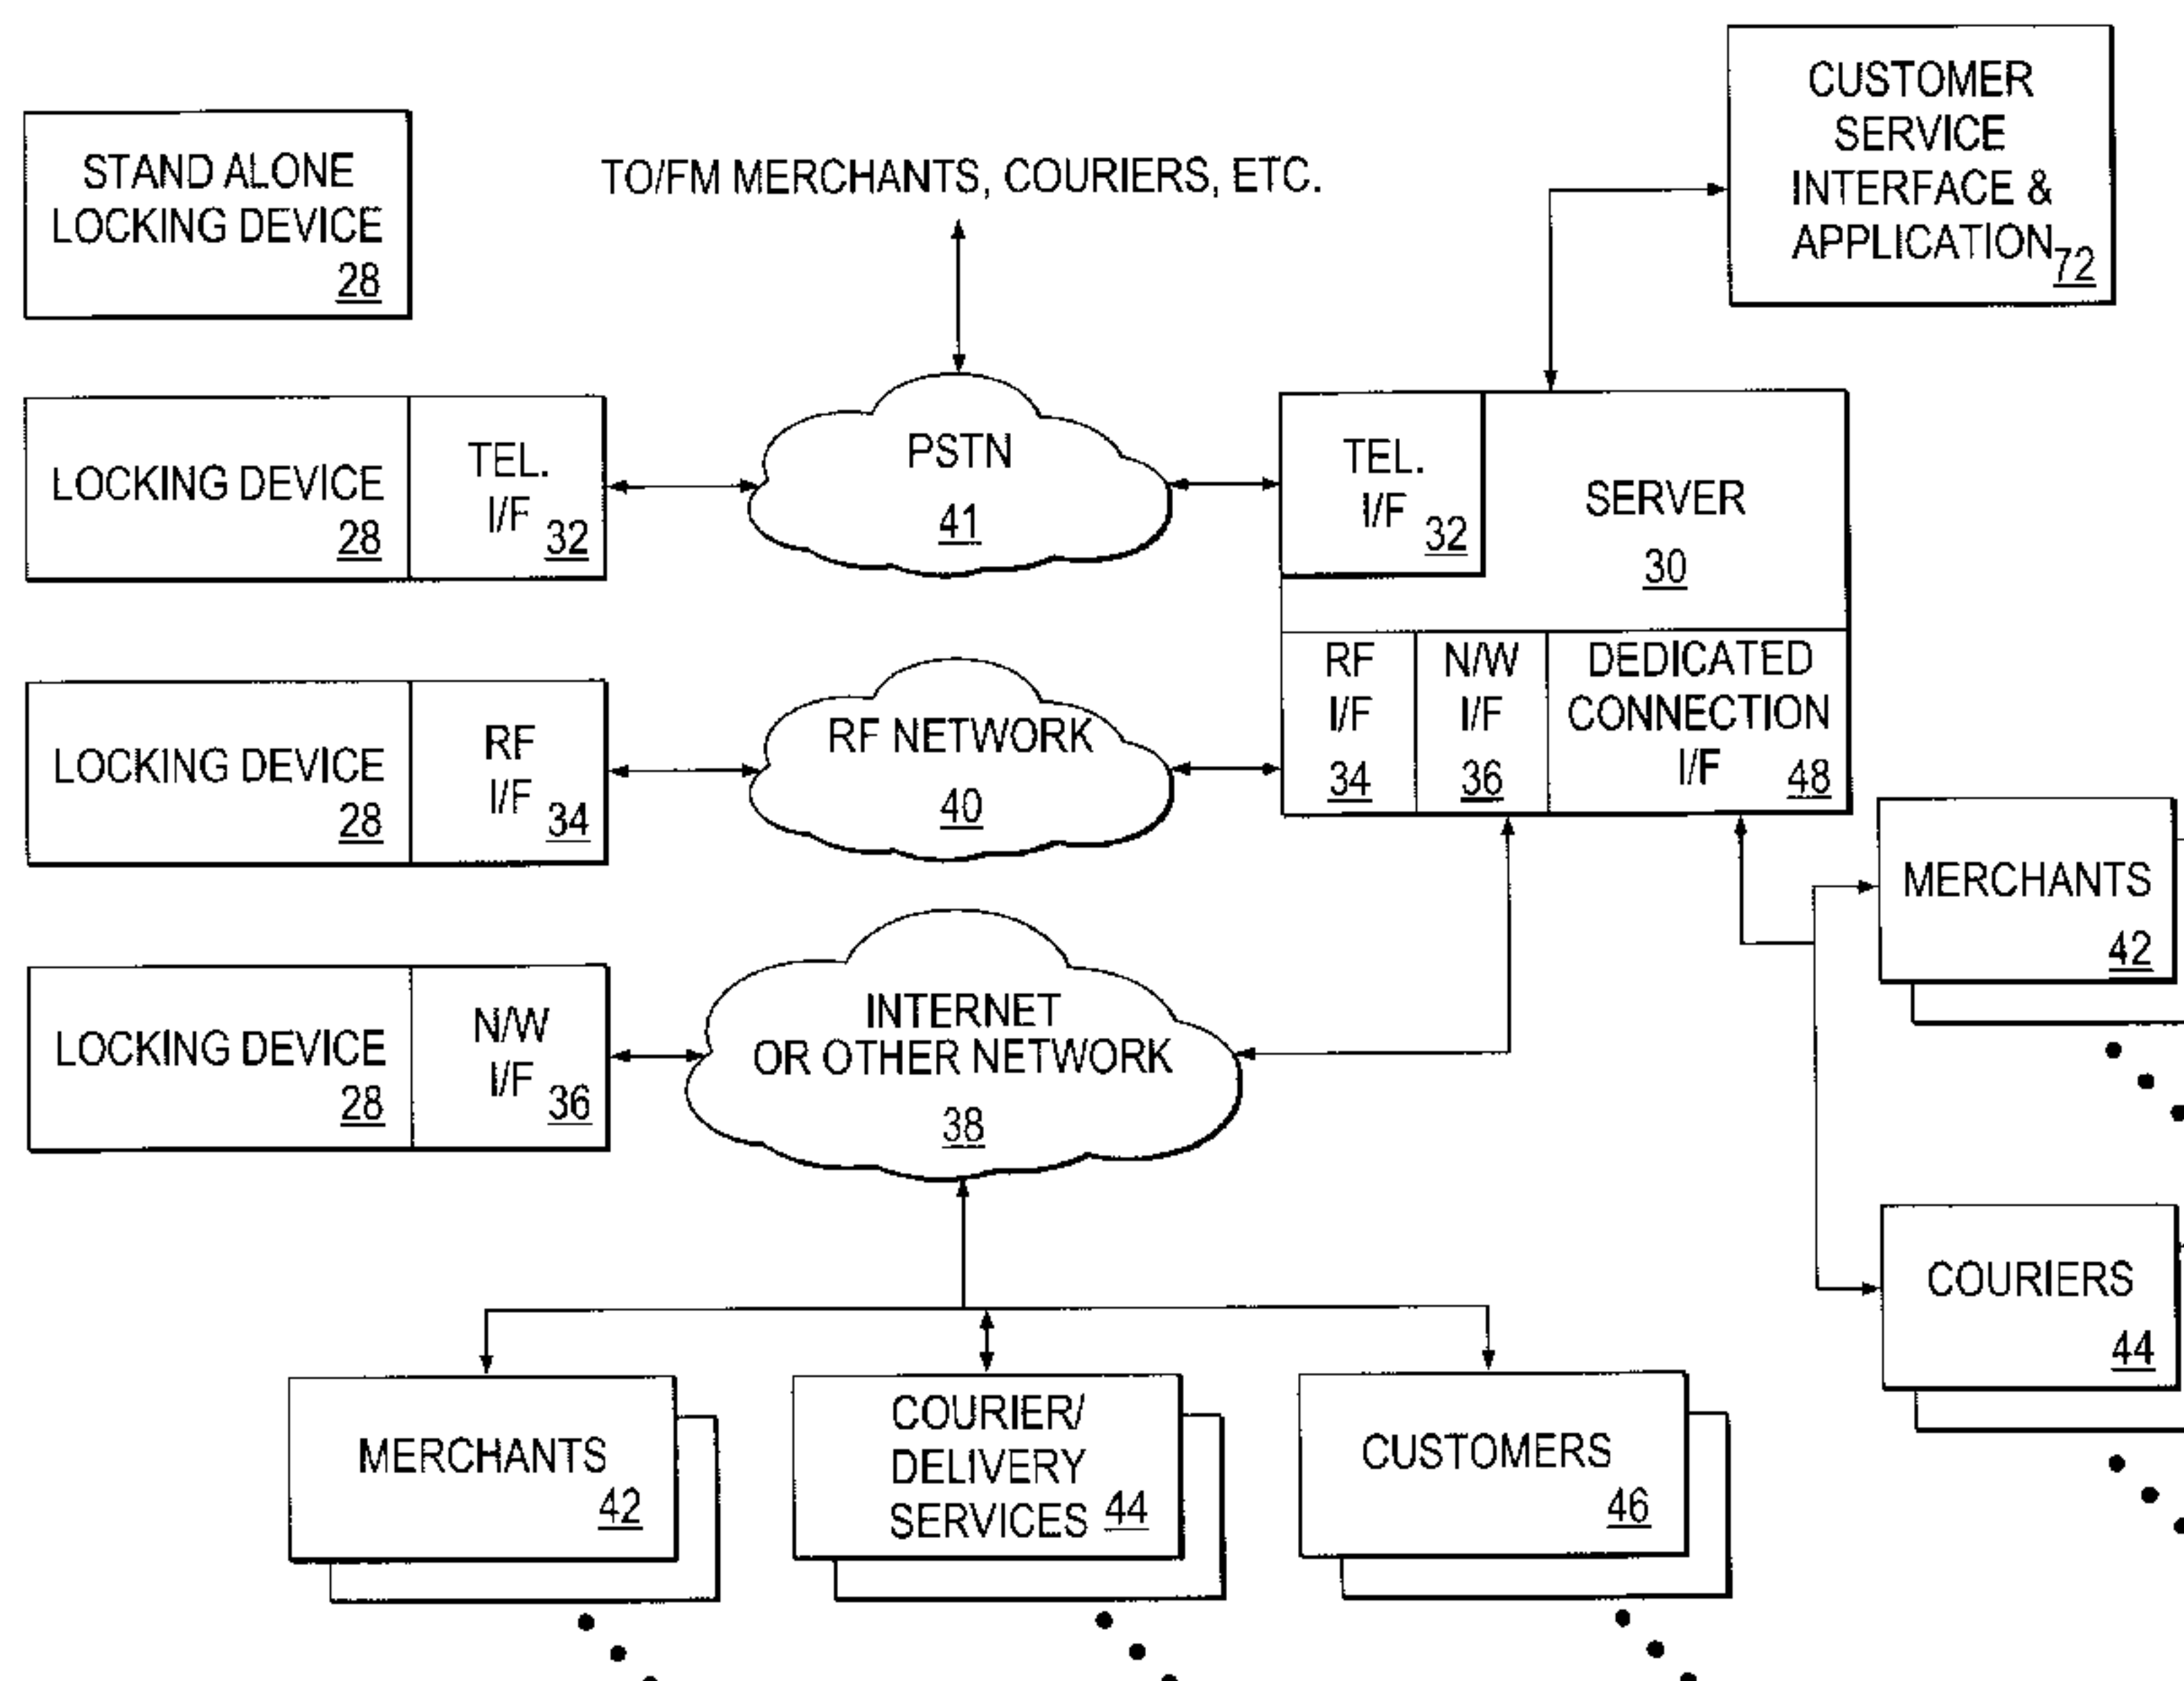 STAND ALONE
LOCKING DEVICE
28
TO/FM MERCHANTS, COURIERS, ETC.
CUSTOMER
SERVICE
INTERFACE &
APPLICATION 72
LOCKING DEVICE
28
TEL.
I/F 32
PSTN
41
TEL.
I/F 32
SERVER
30
LOCKING DEVICE
28
RF
I/F 34
RF NETWORK
40
RF
I/F
34
N/W
I/F
36
DEDICATED
CONNECTION
I/F 48
MERCHANTS
42
LOCKING DEVICE
28
N/W
I/F 36
INTERNET
OR OTHER NETWORK
38
COURIERS
44
MERCHANTS
42
COURIER/
DELIVERY
SERVICES 44
CUSTOMERS
46